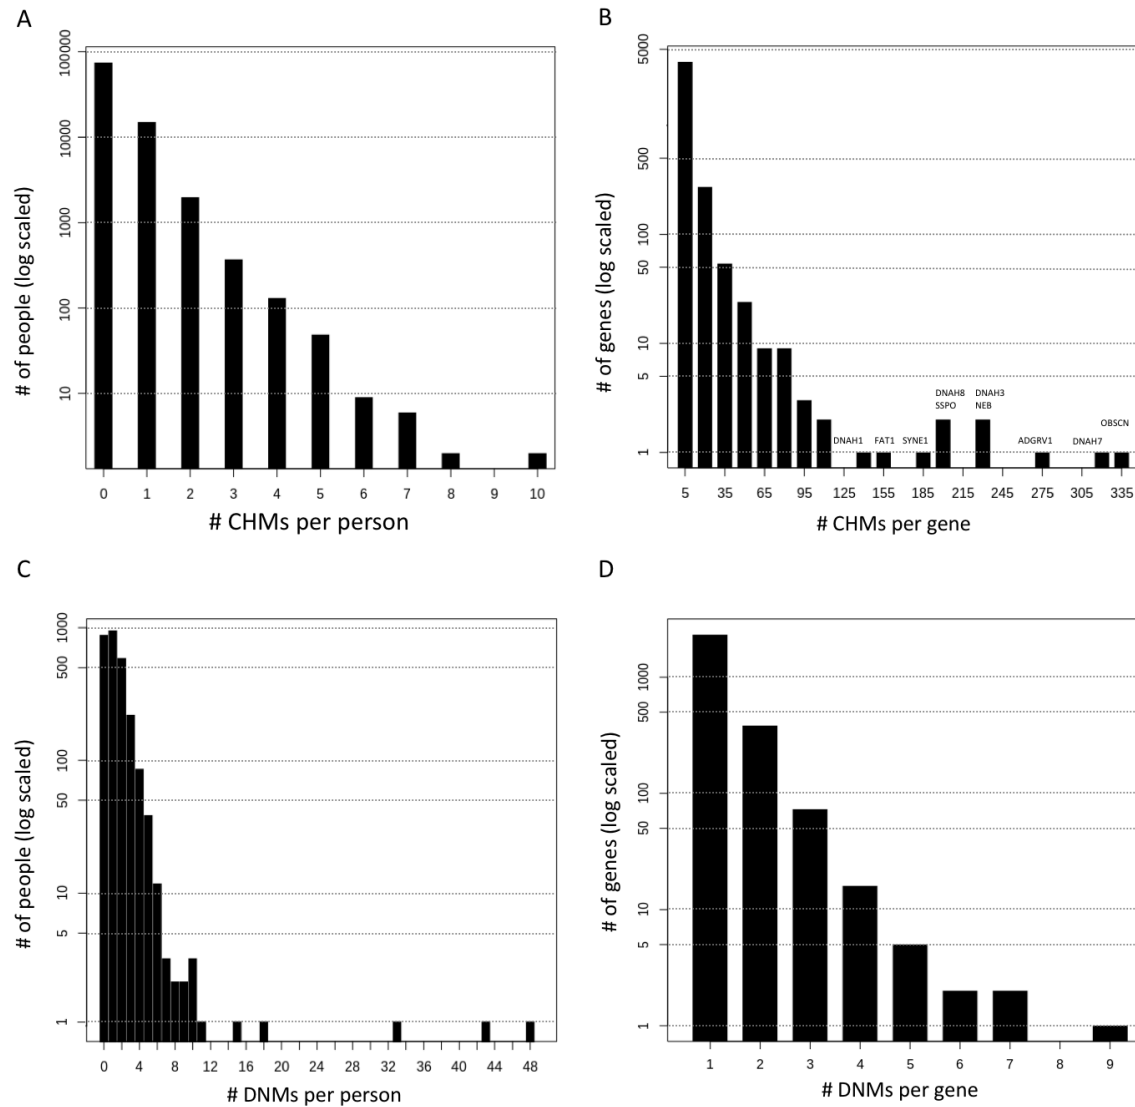 A
# of people (log scaled)
100000
10000
1000
100
10
0 1 2 3 4 5 6 7 8 9 10
# CHMs per person
B
# of genes (log scaled)
5000
500
100
50
10
5
1
DNAH8
SSPO
DNAH3
NEB
OBSCN
DNAH1
FAT1
SYNE1
ADGRV1
DNAH7
5 35 65 95 125 155 185 215 245 275 305 335
# CHMs per gene
C
# of people (log scaled)
1000
500
100
50
10
5
1
0 4 8 12 16 20 24 28 32 36 40 44 48
# DNMs per person
D
# of genes (log scaled)
1000
500
100
50
10
5
1
1 2 3 4 5 6 7 8 9
# DNMs per gene